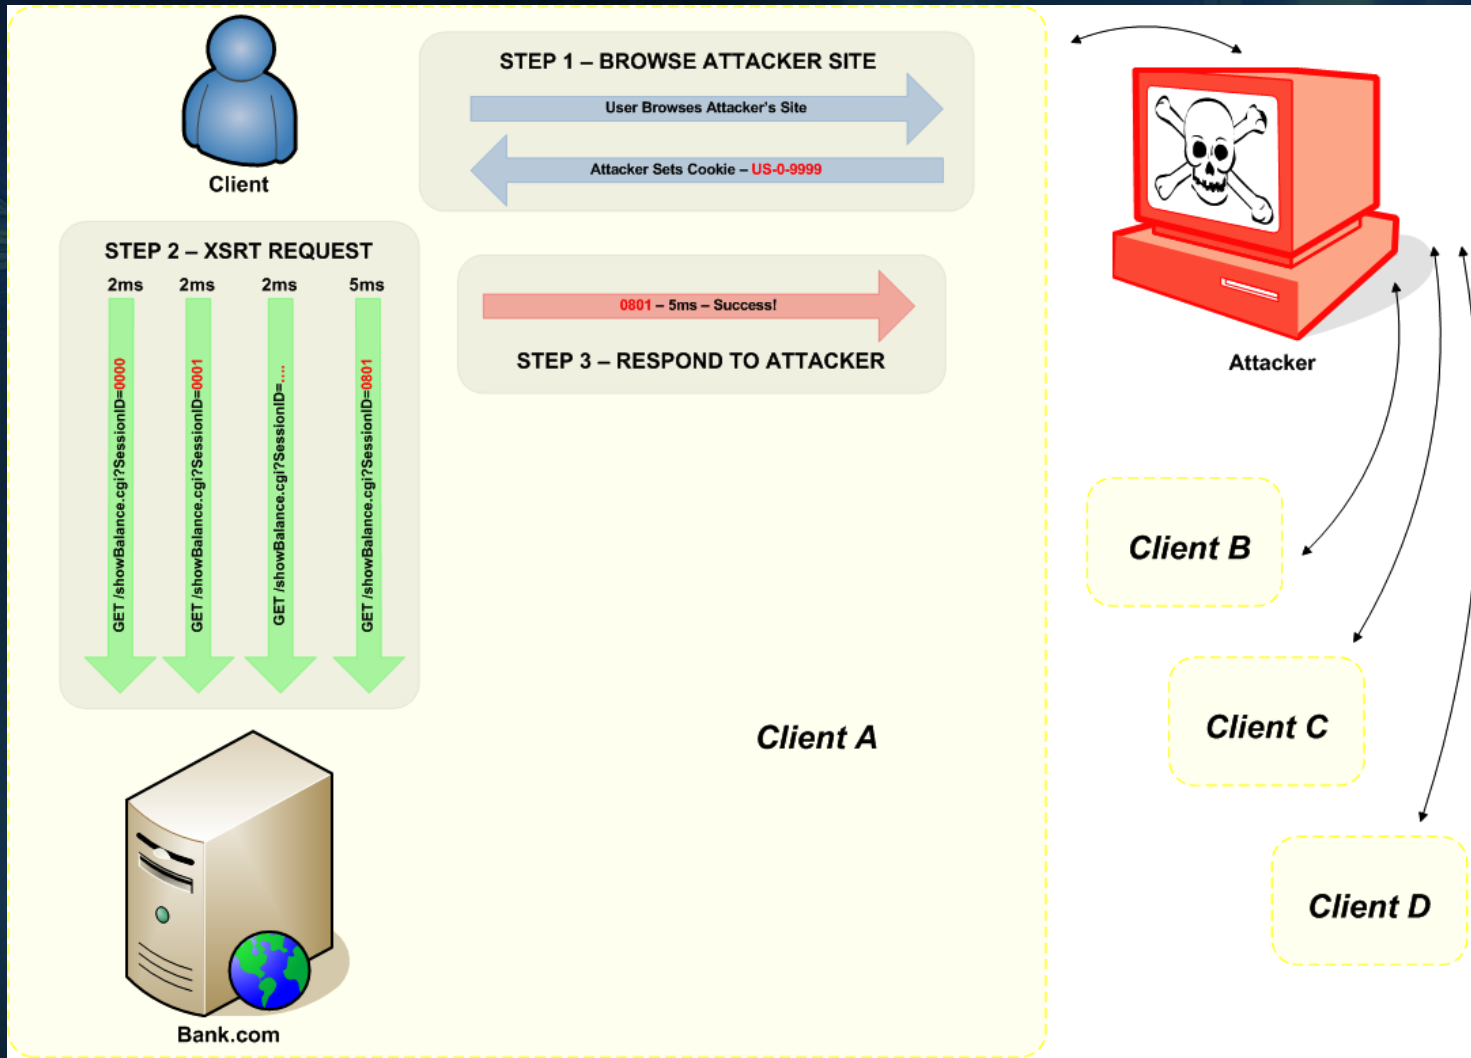 STEP 1 – BROWSE ATTACKER SITE
User Browses Attacker's Site
Attacker Sets Cookie – US-0-9999
Client
STEP 2 – XSRT REQUEST
2ms 2ms 2ms 5ms
GET /showBalance.cgi?SessionID=0000
GET /showBalance.cgi?SessionID=0001
GET /showBalance.cgi?SessionID=....
GET /showBalance.cgi?SessionID=0801
0801 – 5ms – Success!
STEP 3 – RESPOND TO ATTACKER
Attacker
Client B
Client C
Client A
Client D
Bank.com